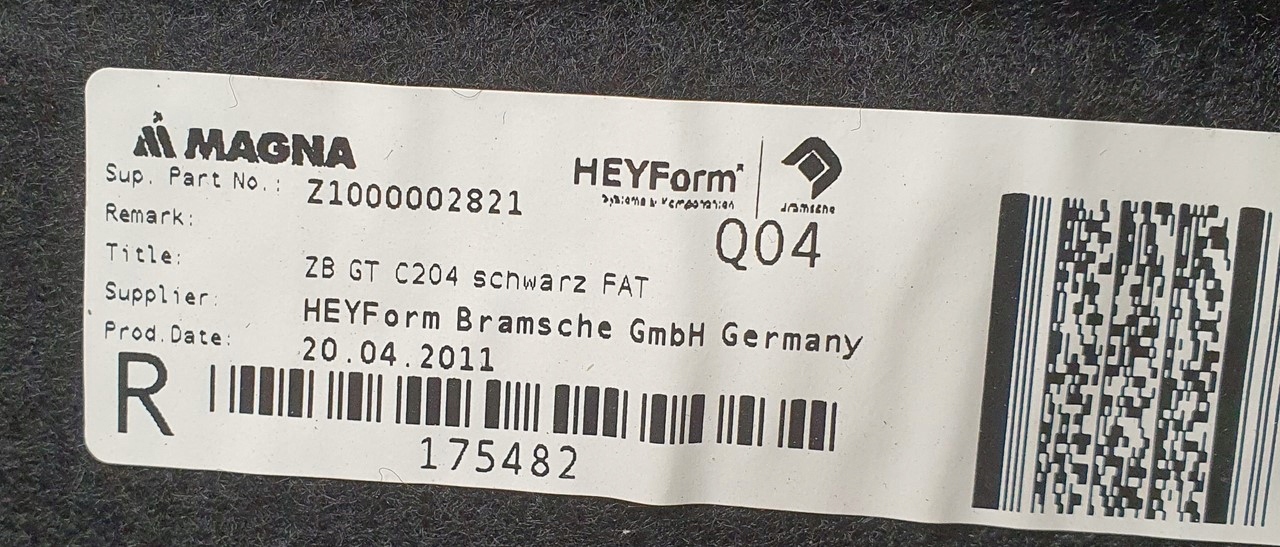 MAGNA
HEYForm
Sup. Part No.: Z1000002821
Remark:
Q04
Title: ZB GT C204 schwarz FAT
Supplier: HEYForm Bramsche GmbH Germany
Prod.Date: 20.04.2011
R
175482